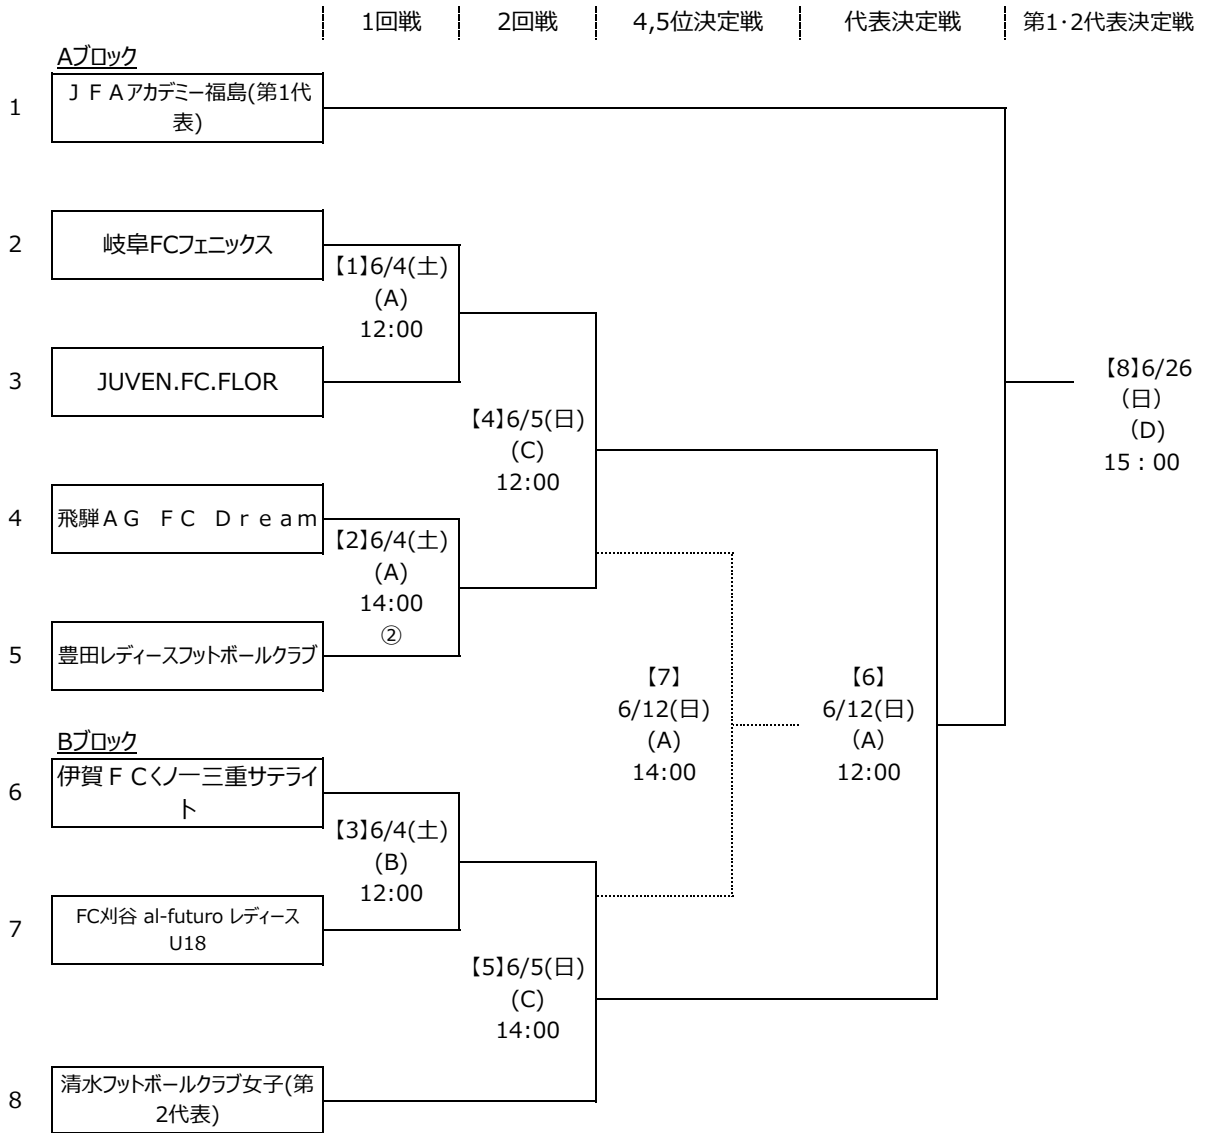 1回戦 2回戦 4,5位決定戦 代表決定戦 第1・2代表決定戦
Aブロック
1
ＪＦＡアカデミー福島(第1代
表)
2
岐阜FCフェニックス
【1】6/4(土)
(A)
12:00
3
JUVEN.FC.FLOR
【4】6/5(日)
(C)
12:00
【8】6/26
（日）
（D)
15：00
4
飛騨ＡＧ　ＦＣ　Ｄｒｅａｍ
【2】6/4(土)
(A)
14:00
②
5
豊田レディースフットボールクラブ
【7】
6/12(日)
(A)
14:00
【6】
6/12(日)
（A）
12:00
Bブロック
6
伊賀ＦＣくノ一三重サテライ
ト
【3】6/4(土)
(B)
12:00
7
FC刈谷 al-futuro レディース
U18
【5】6/5(日)
(C)
14:00
8
清水フットボールクラブ女子(第
2代表)